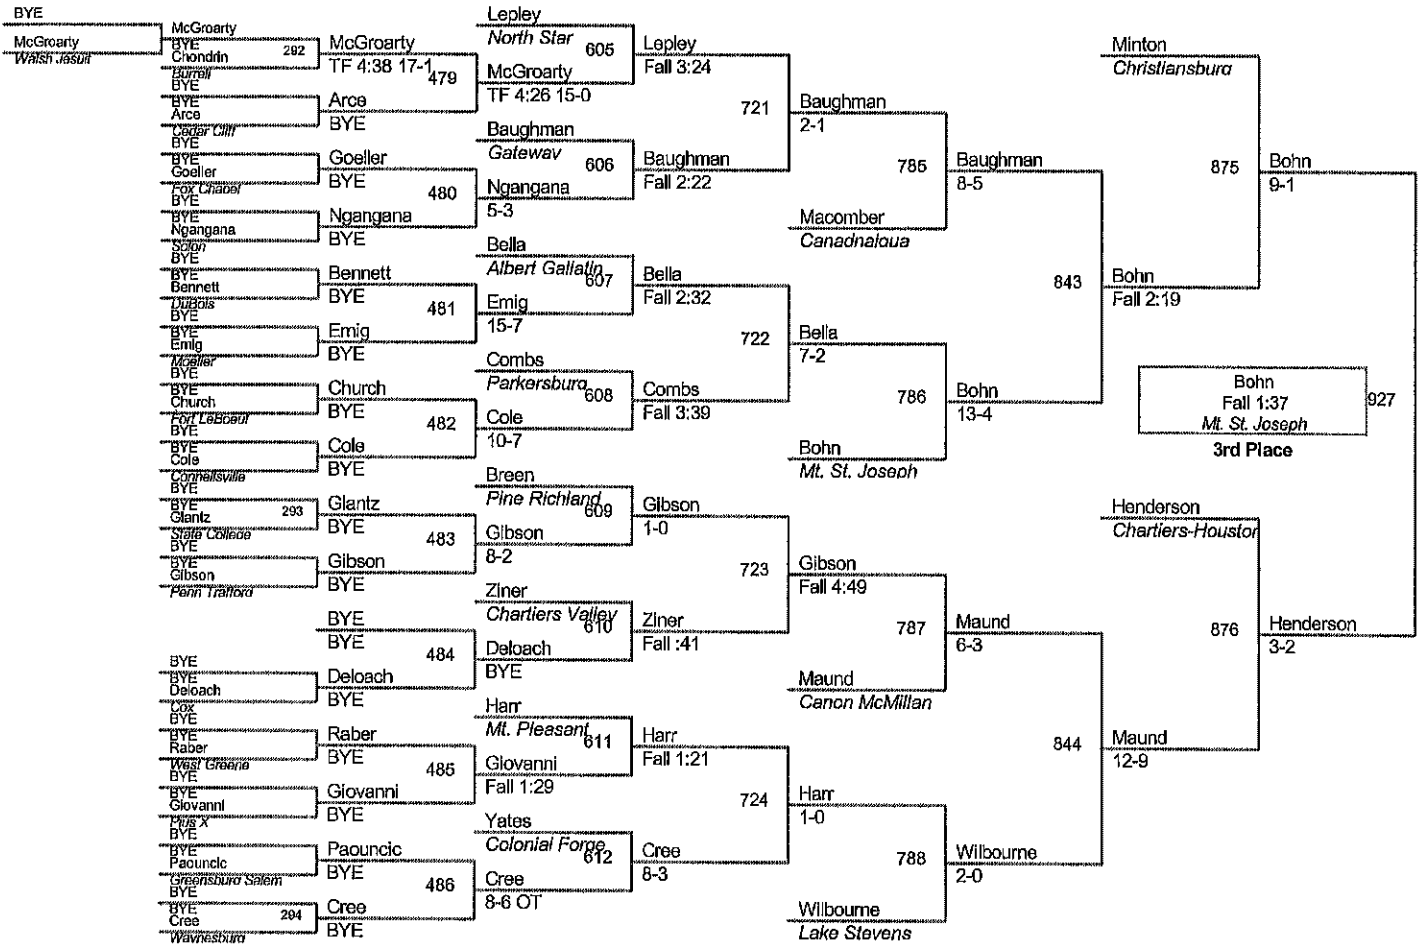 BYE
McGroarty
Walsh Jesuit
McGroarty
BYE
Chondrin
292
Burrell
BYE
BYE
Arce
Cedar Cliff
BYE
BYE
Goeller
Fox Chapel
BYE
BYE
Ngangana
Solon
BYE
BYE
Bennett
DuBois
BYE
BYE
Emig
Moeller
BYE
BYE
Church
Fort LeBoeuf
BYE
BYE
Cole
Connellsville
BYE
BYE
Glantz
293
State College
BYE
BYE
Gibson
Penn Trafford
BYE
BYE
Deloach
Cox
BYE
BYE
Raber
West Greene
BYE
BYE
Giovanni
Pius X
BYE
BYE
Paouncic
Greensburg Salem
BYE
BYE
Cree
294
Waynesburg
McGroarty
TF 4:38 17-1
479
Arce
BYE
Goeller
BYE
480
Ngangana
BYE
Bennett
BYE
481
Emig
BYE
Church
BYE
482
Cole
BYE
Glantz
BYE
483
Gibson
BYE
BYE
BYE
484
Deloach
BYE
Raber
BYE
485
Giovanni
BYE
Paouncic
BYE
486
Cree
BYE
Lepley
North Star
605
McGroarty
TF 4:26 15-0
Baughman
Gateway
606
Ngangana
5-3
Bella
Albert Gallatin
607
Emig
15-7
Combs
Parkersburg
608
Cole
10-7
Breen
Pine Richland
609
Gibson
8-2
Ziner
Chartiers Valley
610
Deloach
BYE
Harr
Mt. Pleasant
611
Giovanni
Fall 1:29
Yates
Colonial Forge
612
Cree
8-6 OT
Lepley
Fall 3:24
721
Baughman
Fall 2:22
Bella
Fall 2:32
722
Combs
Fall 3:39
Gibson
1-0
723
Ziner
Fall :41
Harr
Fall 1:21
724
Cree
8-3
Baughman
2-1
785
Macomber
Canadnaigua
Bella
7-2
786
Bohn
Mt. St. Joseph
Gibson
Fall 4:49
787
Maund
Canon McMillan
Harr
1-0
788
Wilbourne
Lake Stevens
Baughman
8-5
843
Bohn
13-4
Maund
6-3
844
Wilbourne
2-0
Minton
Christiansburg
875
Bohn
Fall 2:19
Henderson
Chartiers-Houston
876
Maund
12-9
Bohn
9-1
Henderson
3-2
Bohn
Fall 1:37
Mt. St. Joseph
927
3rd Place